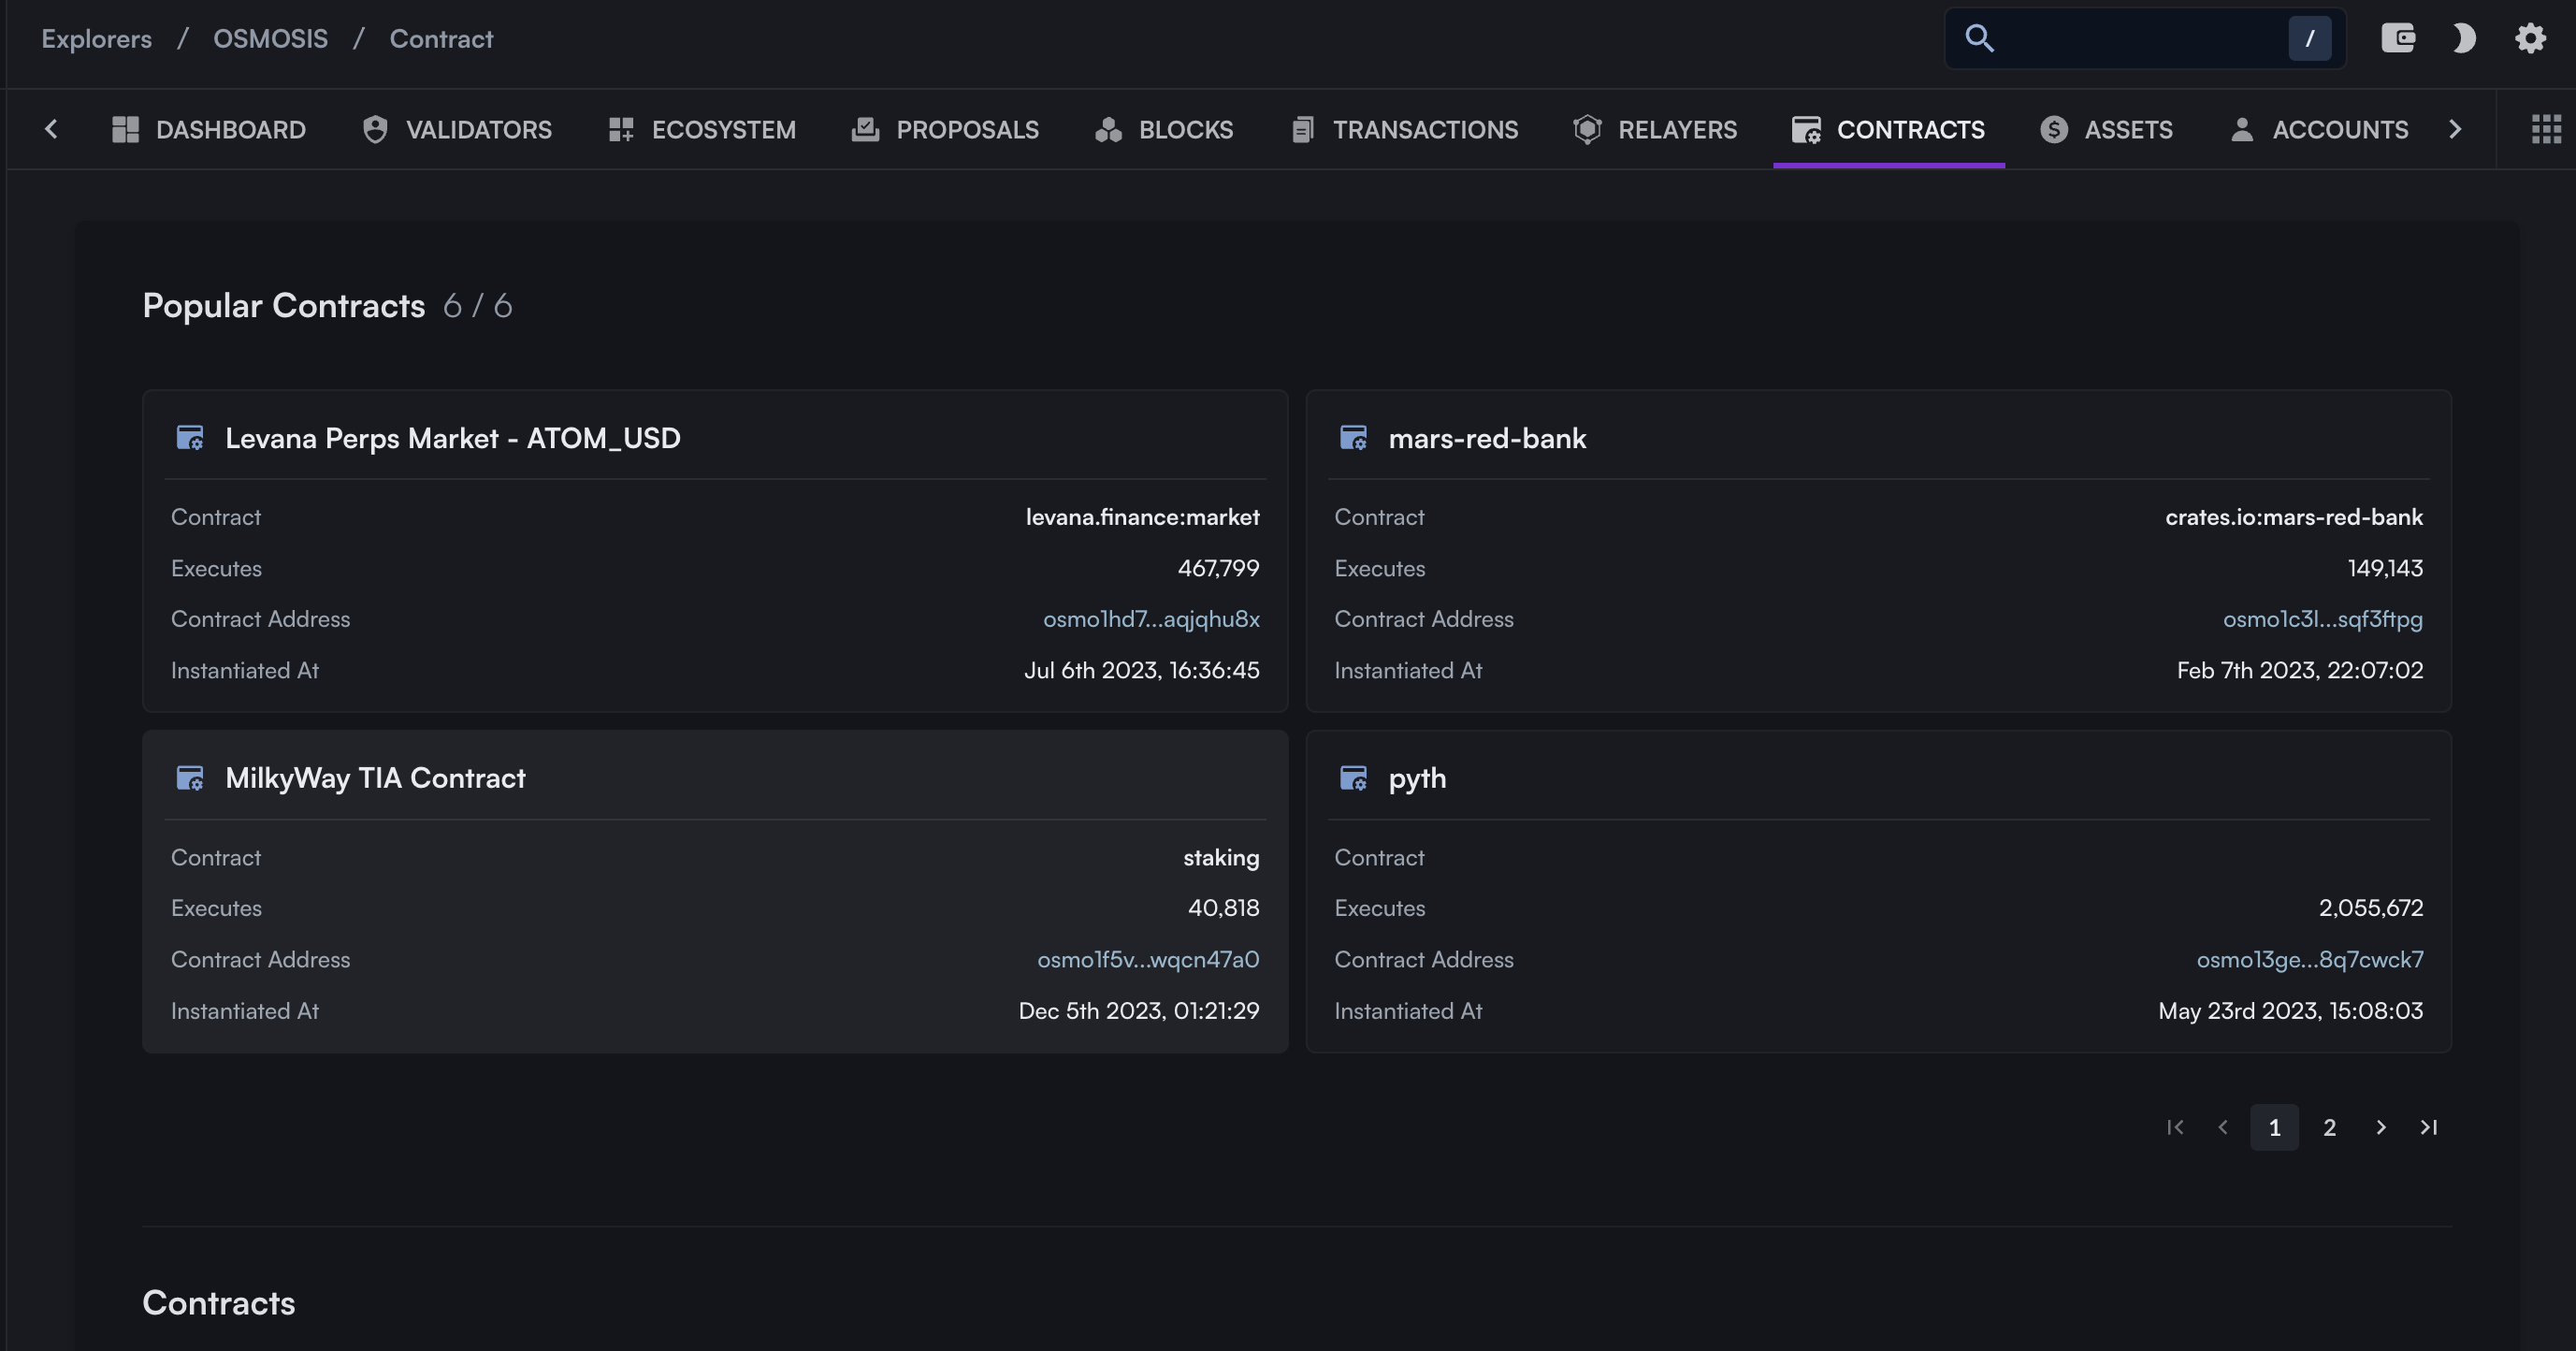 Explorers / OSMOSIS / Contract
/
DASHBOARD VALIDATORS ECOSYSTEM PROPOSALS BLOCKS TRANSACTIONS RELAYERS CONTRACTS ASSETS ACCOUNTS
Popular Contracts 6 / 6
Levana Perps Market - ATOM_USD
Contract levana.finance:market
Executes 467,799
Contract Address osmo1hd7...aqjqhu8x
Instantiated At Jul 6th 2023, 16:36:45
mars-red-bank
Contract crates.io:mars-red-bank
Executes 149,143
Contract Address osmo1c3l...sqf3ftpg
Instantiated At Feb 7th 2023, 22:07:02
MilkyWay TIA Contract
Contract staking
Executes 40,818
Contract Address osmo1f5v...wqcn47a0
Instantiated At Dec 5th 2023, 01:21:29
pyth
Contract
Executes 2,055,672
Contract Address osmo13ge...8q7cwck7
Instantiated At May 23rd 2023, 15:08:03
1 2
Contracts